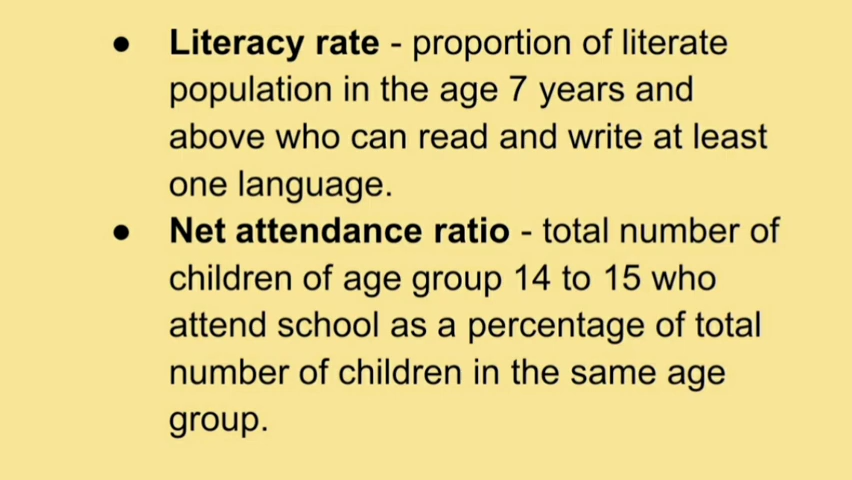 ● Literacy rate - proportion of literate
population in the age 7 years and
above who can read and write at least
one language.
● Net attendance ratio - total number of
children of age group 14 to 15 who
attend school as a percentage of total
number of children in the same age
group.